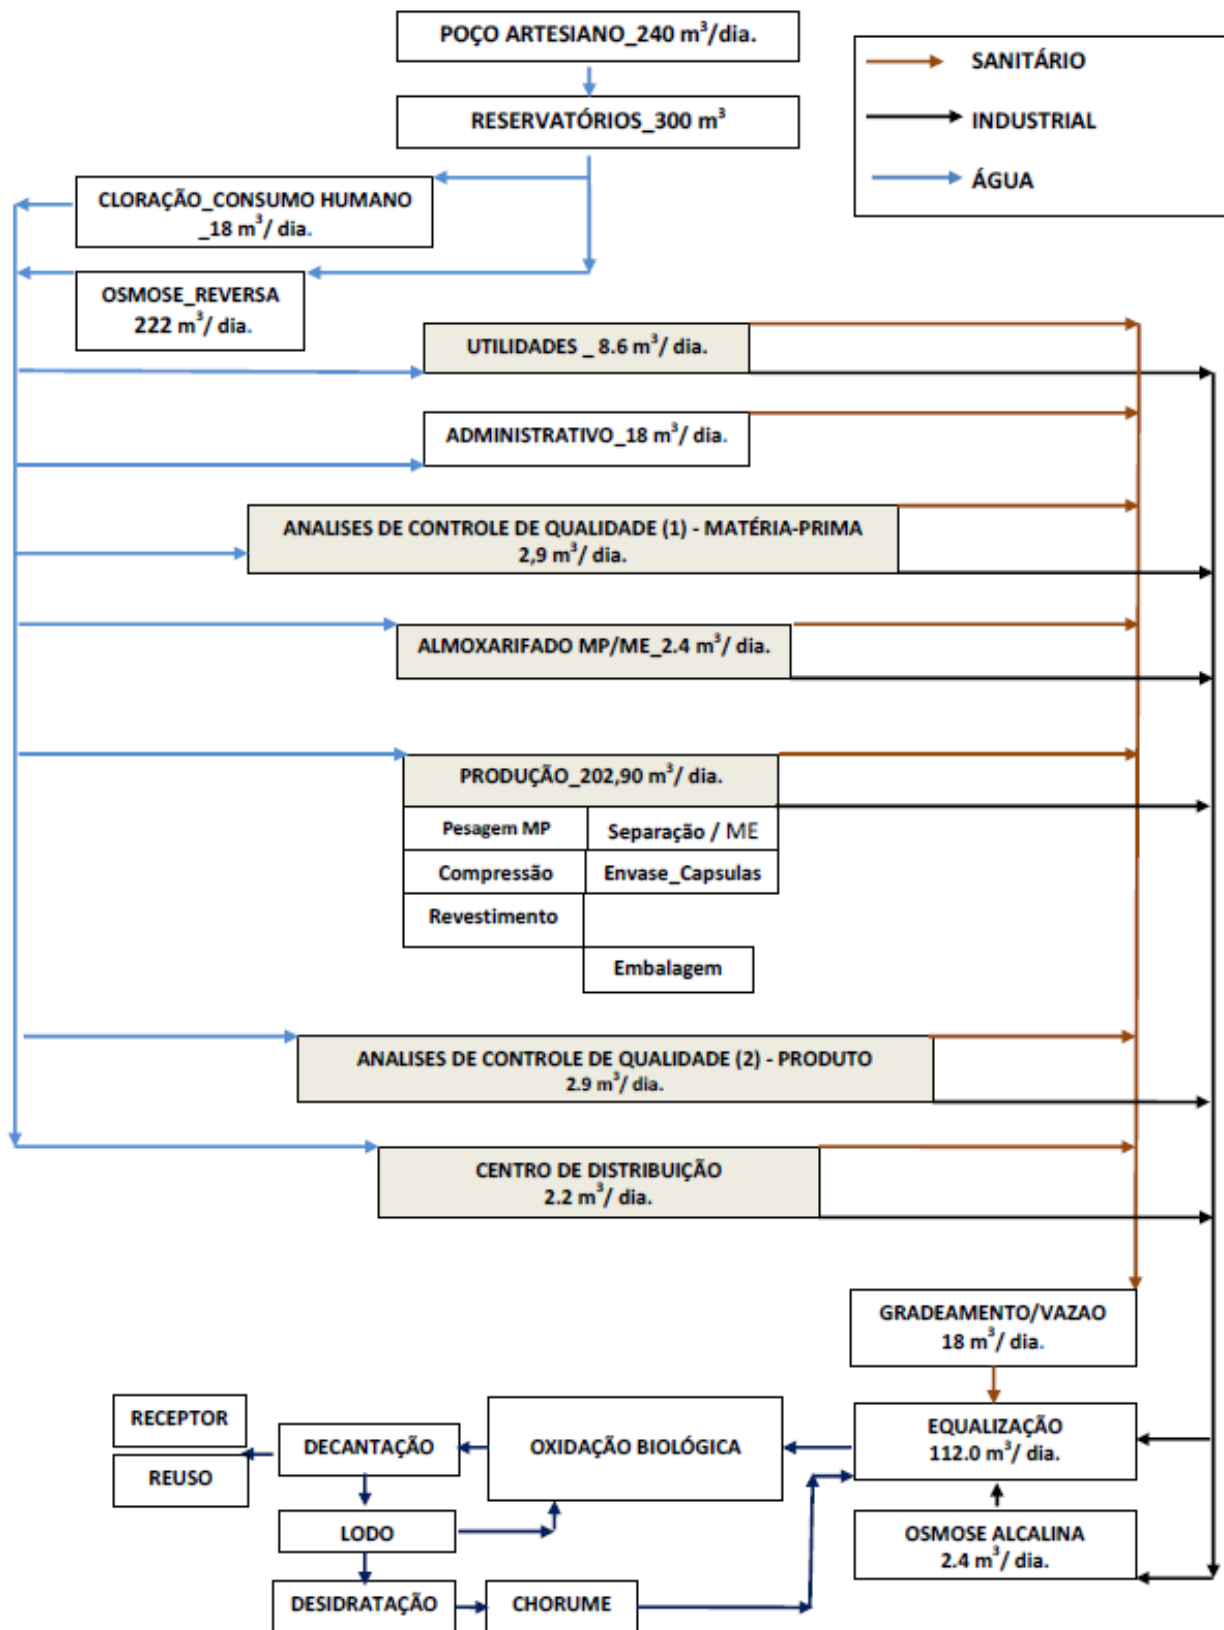 POÇO ARTESIANO_240 m³/dia.
RESERVATÓRIOS_300 m³
SANITÁRIO
INDUSTRIAL
ÁGUA
CLORAÇÃO_CONSUMO HUMANO
_18 m³/ dia.
OSMOSE_REVERSA
222 m³/ dia.
UTILIDADES _ 8.6 m³/ dia.
ADMINISTRATIVO_18 m³/ dia.
ANALISES DE CONTROLE DE QUALIDADE (1) - MATÉRIA-PRIMA
2,9 m³/ dia.
ALMOXARIFADO MP/ME_2.4 m³/ dia.
PRODUÇÃO_202,90 m³/ dia.
Pesagem MP
Separação / ME
Compressão
Envase_Capsulas
Revestimento
Embalagem
ANALISES DE CONTROLE DE QUALIDADE (2) - PRODUTO
2.9 m³/ dia.
CENTRO DE DISTRIBUIÇÃO
2.2 m³/ dia.
GRADEAMENTO/VAZAO
18 m³/ dia.
RECEPTOR
REUSO
DECANTAÇÃO
OXIDAÇÃO BIOLÓGICA
EQUALIZAÇÃO
112.0 m³/ dia.
LODO
OSMOSE ALCALINA
2.4 m³/ dia.
DESIDRATAÇÃO
CHORUME